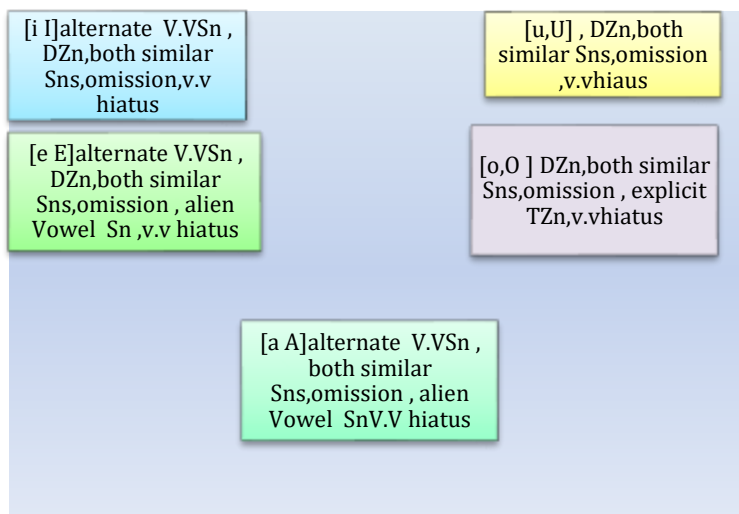 [i I]alternate V.VSn ,
DZn,both similar
Sns,omission,v.v
hiatus
[u,U] , DZn,both
similar Sns,omission
,v.vhiaus
[e E]alternate V.VSn ,
DZn,both similar
Sns,omission , alien
Vowel Sn ,v.v hiatus
[o,O ] DZn,both similar
Sns,omission , explicit
TZn,v.vhiatus
[a A]alternate V.VSn ,
both similar
Sns,omission , alien
Vowel SnV.V hiatus